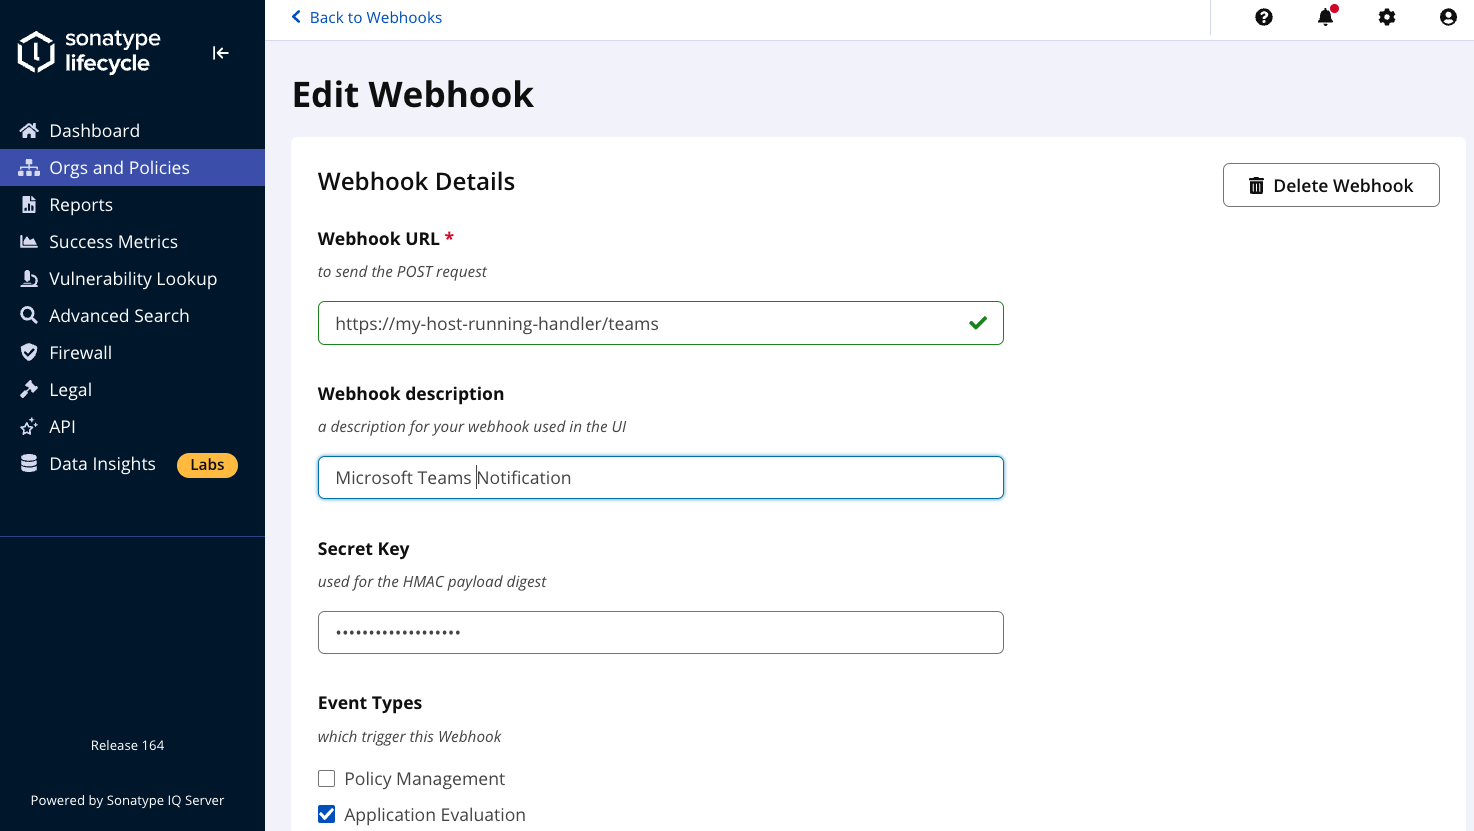 sonatype
lifecycle
Dashboard
Orgs and Policies
Reports
Success Metrics
Vulnerability Lookup
Advanced Search
Firewall
Legal
API
Data Insights Labs
Release 164
Powered by Sonatype IQ Server
Back to Webhooks
Edit Webhook
Webhook Details
Delete Webhook
Webhook URL *
to send the POST request
https://my-host-running-handler/teams
Webhook description
a description for your webhook used in the UI
Microsoft Teams Notification
Secret Key
used for the HMAC payload digest
•••••••••••••••••••
Event Types
which trigger this Webhook
Policy Management
Application Evaluation